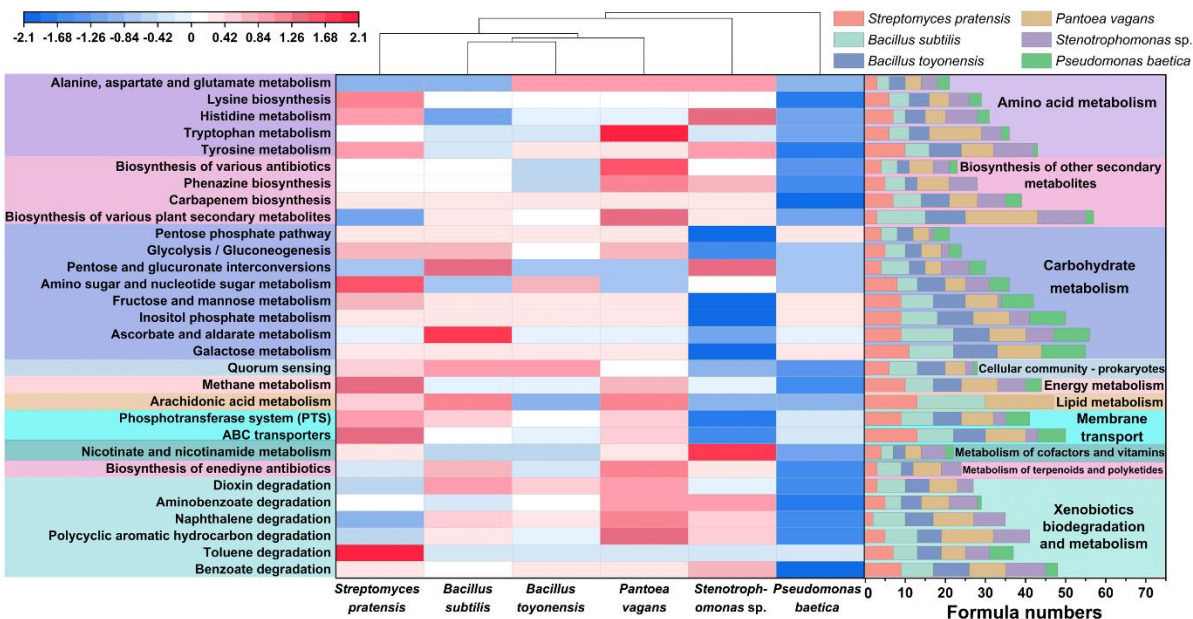 -2.1 -1.68 -1.26 -0.84 -0.42 0 0.42 0.84 1.26 1.68 2.1
Streptomyces pratensis
Pantoea vagans
Bacillus subtilis
Stenotrophomonas sp.
Bacillus toyonensis
Pseudomonas baetica
Alanine, aspartate and glutamate metabolism
Lysine biosynthesis
Histidine metabolism
Tryptophan metabolism
Tyrosine metabolism
Biosynthesis of various antibiotics
Phenazine biosynthesis
Carbapenem biosynthesis
Biosynthesis of various plant secondary metabolites
Pentose phosphate pathway
Glycolysis / Gluconeogenesis
Pentose and glucuronate interconversions
Amino sugar and nucleotide sugar metabolism
Fructose and mannose metabolism
Inositol phosphate metabolism
Ascorbate and aldarate metabolism
Galactose metabolism
Quorum sensing
Methane metabolism
Arachidonic acid metabolism
Phosphotransferase system (PTS)
ABC transporters
Nicotinate and nicotinamide metabolism
Biosynthesis of enediyne antibiotics
Dioxin degradation
Aminobenzoate degradation
Naphthalene degradation
Polycyclic aromatic hydrocarbon degradation
Toluene degradation
Benzoate degradation
Amino acid metabolism
Biosynthesis of other secondary
metabolites
Carbohydrate
metabolism
Cellular community - prokaryotes
Energy metabolism
Lipid metabolism
Membrane
transport
Metabolism of cofactors and vitamins
Metabolism of terpenoids and polyketides
Xenobiotics
biodegradation
and metabolism
Streptomyces
pratensis
Bacillus
subtilis
Bacillus
toyonensis
Pantoea
vagans
Stenotroph-
omonas sp.
Pseudomonas
baetica
0 10 20 30 40 50 60 70
Formula numbers